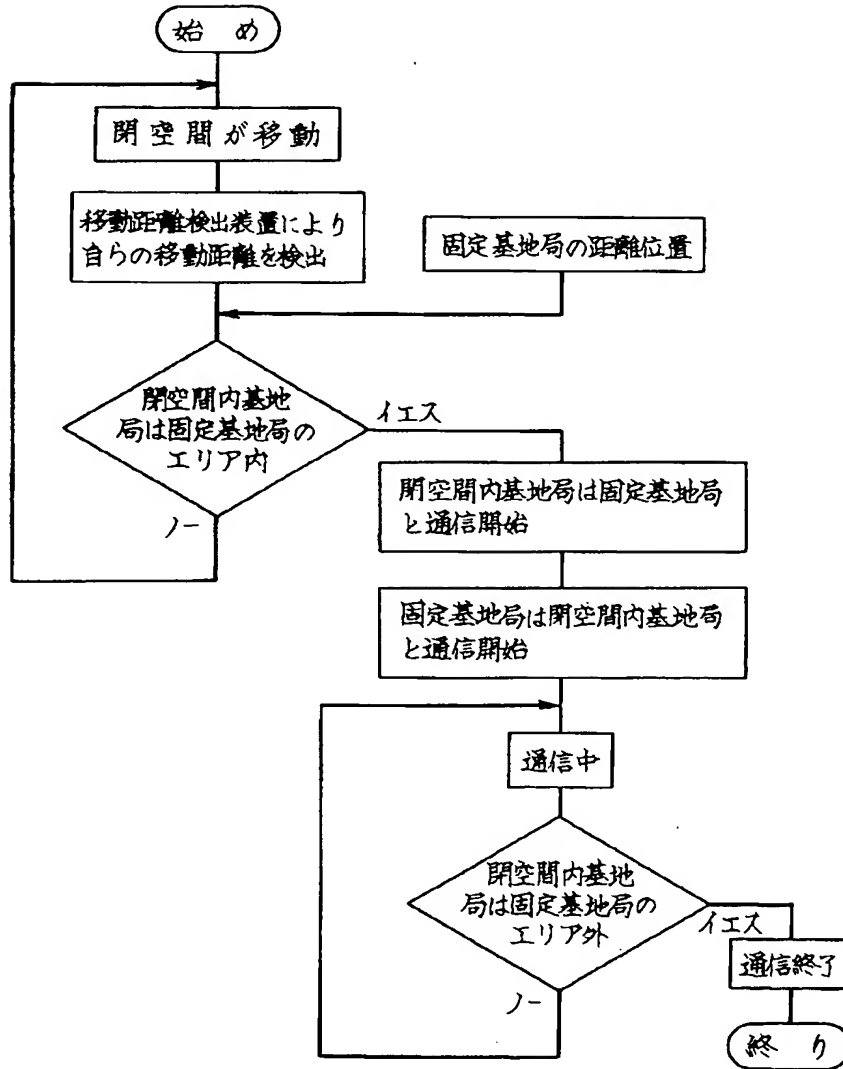 始め
閉空間が移動
移動距離検出装置により
自らの移動距離を検出
固定基地局の距離位置
閉空間内基地
局は固定基地局の
エリア内
イエス
ノー
閉空間内基地局は固定基地局
と通信開始
固定基地局は閉空間内基地局
と通信開始
通信中
閉空間内基地
局は固定基地局の
エリア外
イエス
ノー
通信終了
終り